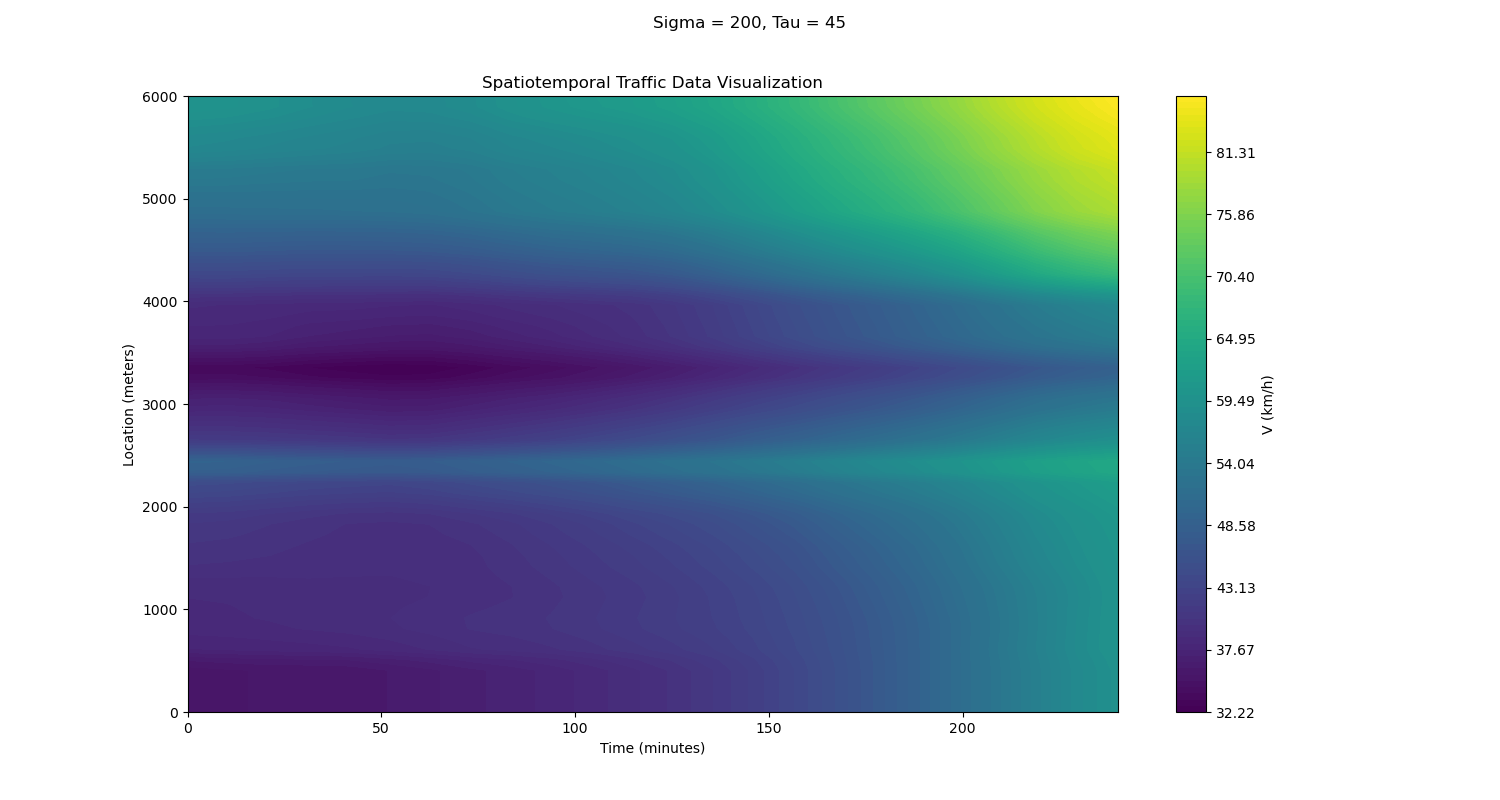 Sigma = 200, Tau = 45
Spatiotemporal Traffic Data Visualization
6000
5000
4000
3000
2000
1000
0
Location (meters)
0 50 100 150 200
Time (minutes)
81.31
75.86
70.40
64.95
59.49
54.04
48.58
43.13
37.67
32.22
V (km/h)